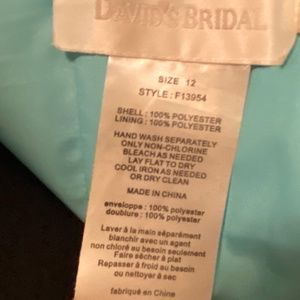 DAVID'S BRIDAL
SIZE 12
STYLE : F13954
SHELL : 100% POLYESTER
LINING : 100% POLYESTER
HAND WASH SEPARATELY
ONLY NON-CHLORINE
BLEACH AS NEEDED
LAY FLAT TO DRY
COOL IRON AS NEEDED
OR DRY CLEAN
MADE IN CHINA
enveloppe : 100% polyester
doublure : 100% polyester
Laver à la main séparément
blanchir avec un agent
non chloré au besoin seulement
Faire sécher à plat
Repasser à froid au besoin
ou nettoyer à sec
fabriqué en Chine